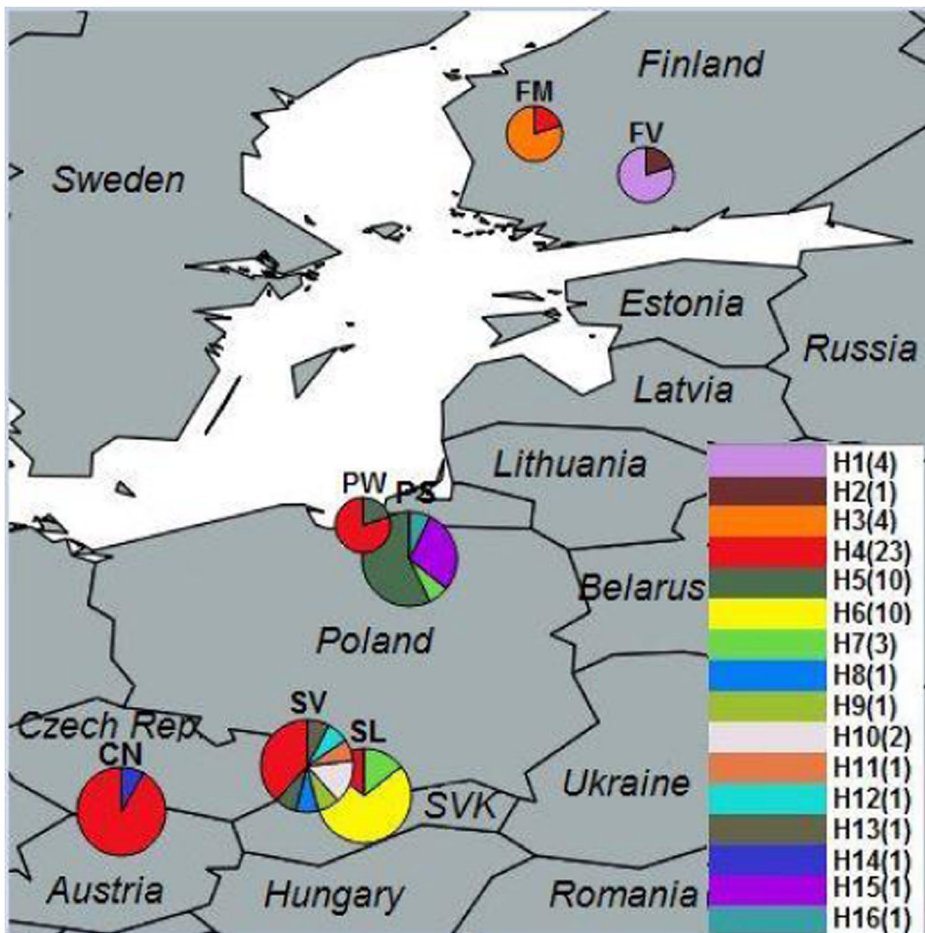 Finland
FM
FV
Sweden
Estonia
Russia
Latvia
Lithuania
PW
PS
Belarus
Poland
SV
Czech Rep.
SL
CN
SVK
Ukraine
Austria
Hungary
Romania
H1(4)
H2(1)
H3(4)
H4(23)
H5(10)
H6(10)
H7(3)
H8(1)
H9(1)
H10(2)
H11(1)
H12(1)
H13(1)
H14(1)
H15(1)
H16(1)